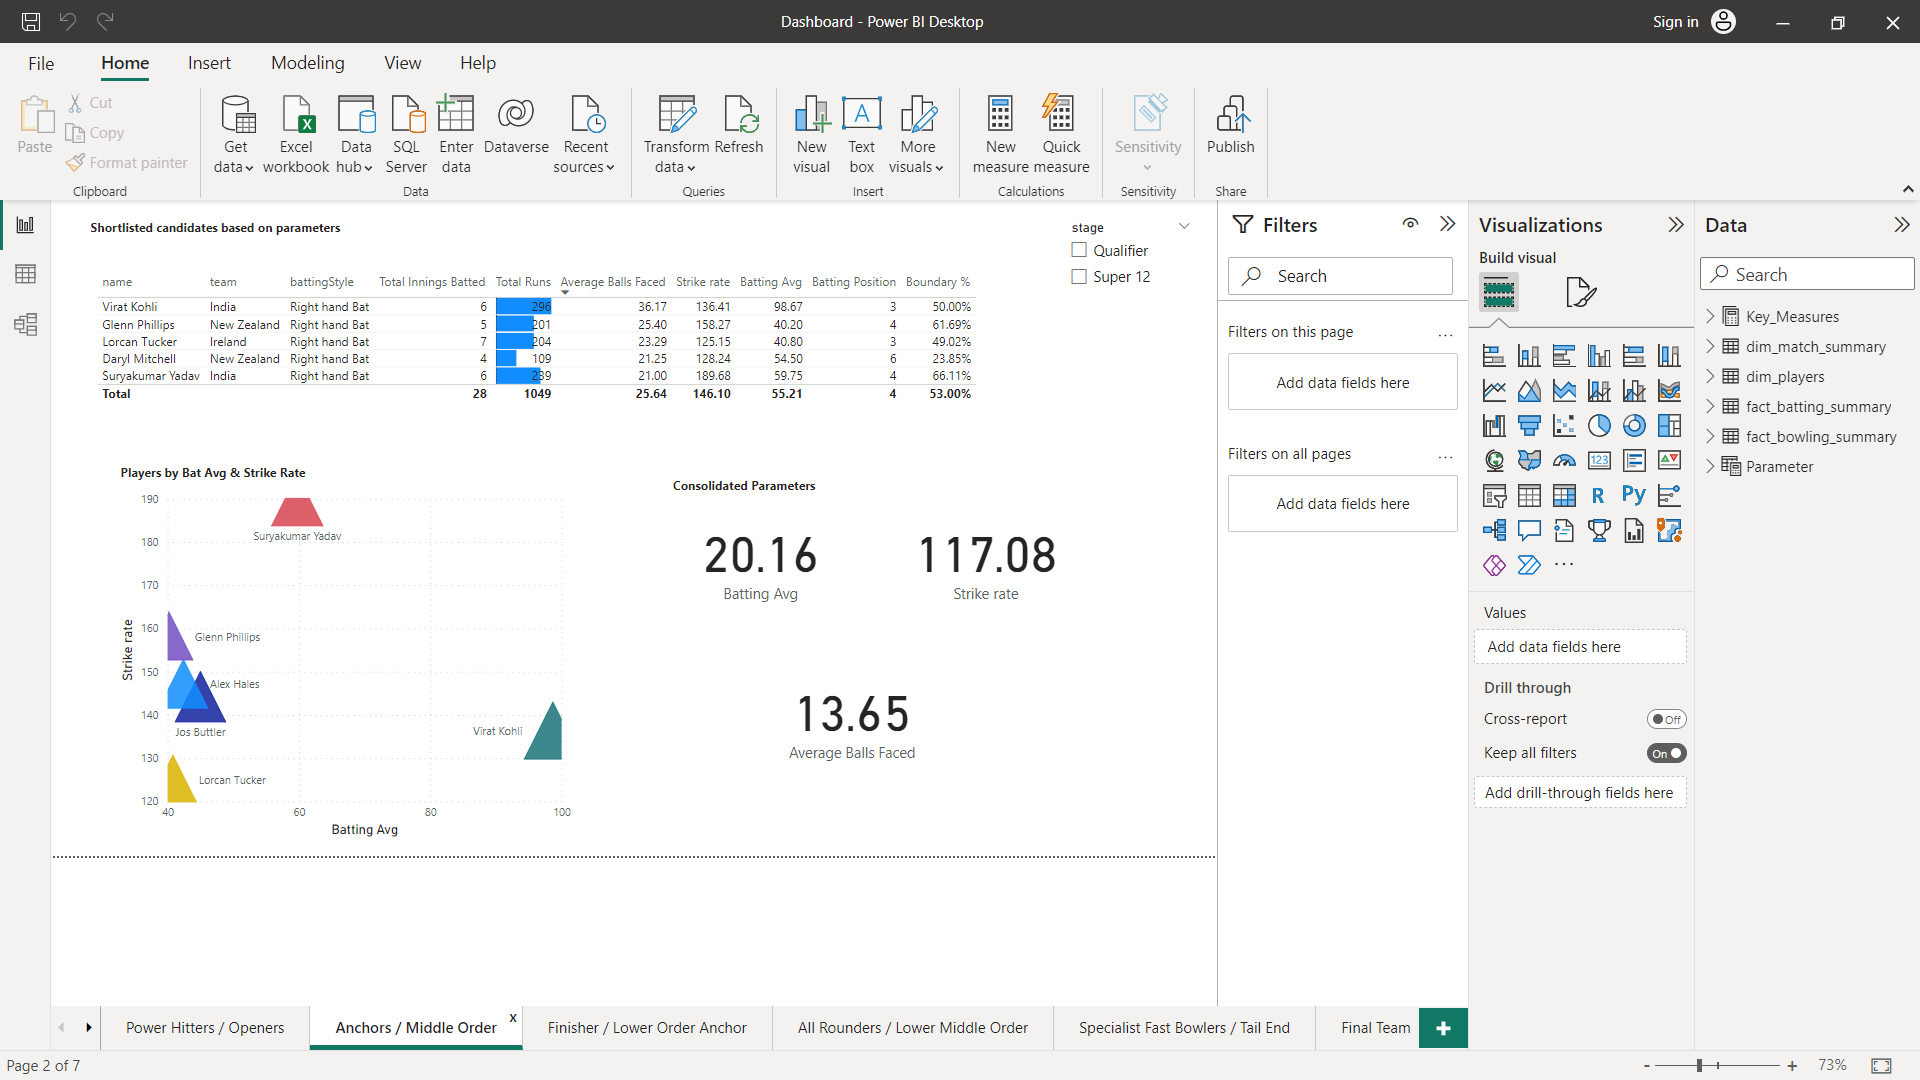 Dashboard - Power BI Desktop
Sign in
File Home Insert Modeling View Help
Paste
Cut
Copy
Format painter
Clipboard
Get data
Excel workbook
Data hub
SQL Server
Enter data
Dataverse
Recent sources
Data
Transform data
Refresh
Queries
New visual
Text box
More visuals
Insert
New measure
Quick measure
Calculations
Sensitivity
Sensitivity
Publish
Share
Shortlisted candidates based on parameters
name team battingStyle Total Innings Batted Total Runs Average Balls Faced Strike rate Batting Avg Batting Position Boundary %
Virat Kohli India Right hand Bat 6 296 36.17 136.41 98.67 3 50.00%
Glenn Phillips New Zealand Right hand Bat 5 201 25.40 158.27 40.20 4 61.69%
Lorcan Tucker Ireland Right hand Bat 7 204 23.29 125.15 40.80 3 49.02%
Daryl Mitchell New Zealand Right hand Bat 4 109 21.25 128.24 54.50 6 23.85%
Suryakumar Yadav India Right hand Bat 6 239 21.00 189.68 59.75 4 66.11%
Total 28 1049 25.64 146.10 55.21 4 53.00%
stage
Qualifier
Super 12
Players by Bat Avg & Strike Rate
190
180
170
160
150
140
130
120
Strike rate
Suryakumar Yadav
Glenn Phillips
Alex Hales
Jos Buttler
Virat Kohli
Lorcan Tucker
40 60 80 100
Batting Avg
Consolidated Parameters
20.16
Batting Avg
117.08
Strike rate
13.65
Average Balls Faced
Filters
Search
Filters on this page ...
Add data fields here
Filters on all pages ...
Add data fields here
Visualizations
Build visual
123
R
Py
...
Values
Add data fields here
Drill through
Cross-report Off
Keep all filters On
Add drill-through fields here
Data
Search
Key_Measures
dim_match_summary
dim_players
fact_batting_summary
fact_bowling_summary
Parameter
Power Hitters / Openers
Anchors / Middle Order x
Finisher / Lower Order Anchor
All Rounders / Lower Middle Order
Specialist Fast Bowlers / Tail End
Final Team
+
Page 2 of 7
- + 73%